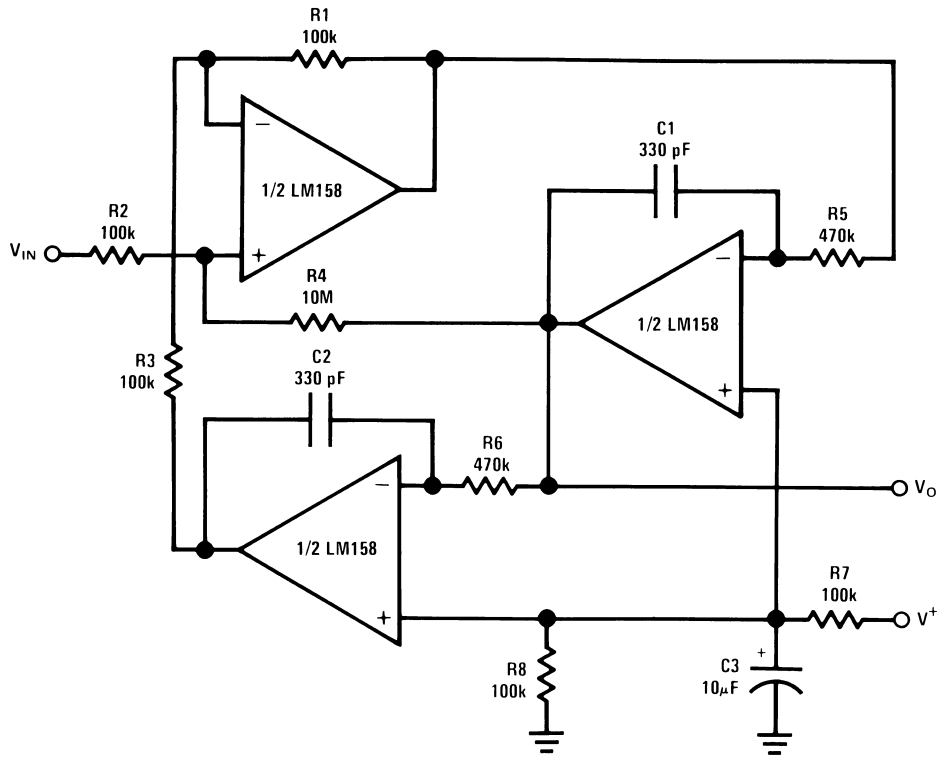 R1
100k
−
1/2 LM158
+
R2
100k
VIN
R4
10M
C1
330 pF
R5
470k
−
1/2 LM158
+
R3
100k
C2
330 pF
R6
470k
−
1/2 LM158
+
VO
R7
100k
V+
R8
100k
+
C3
10μF